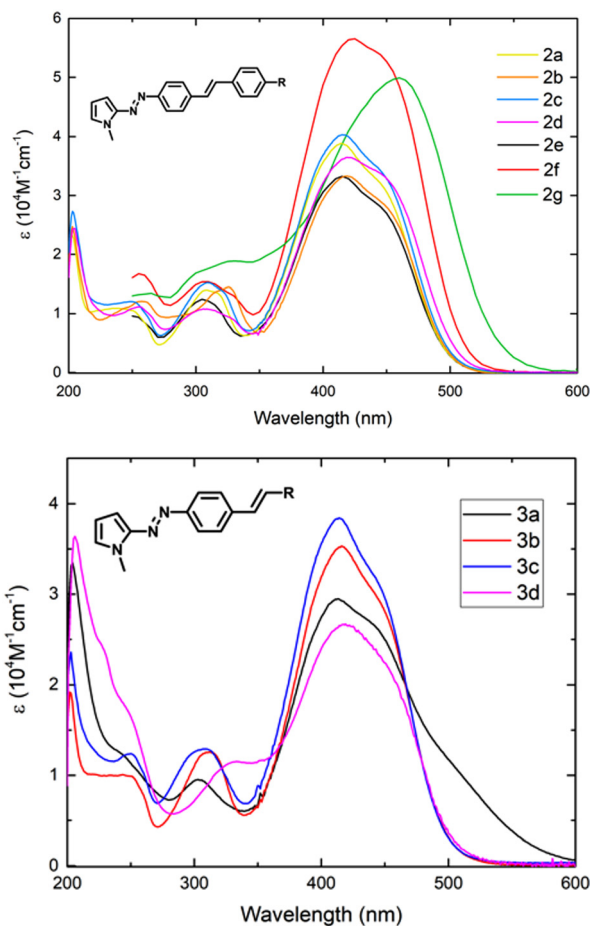 6
5
4
3
2
1
0
ε (10⁴M⁻¹cm⁻¹)
N
N
N
R
2a
2b
2c
2d
2e
2f
2g
200 300 400 500 600
Wavelength (nm)
4
3
2
1
0
ε (10⁴M⁻¹cm⁻¹)
N
N
N
R
3a
3b
3c
3d
200 300 400 500 600
Wavelength (nm)